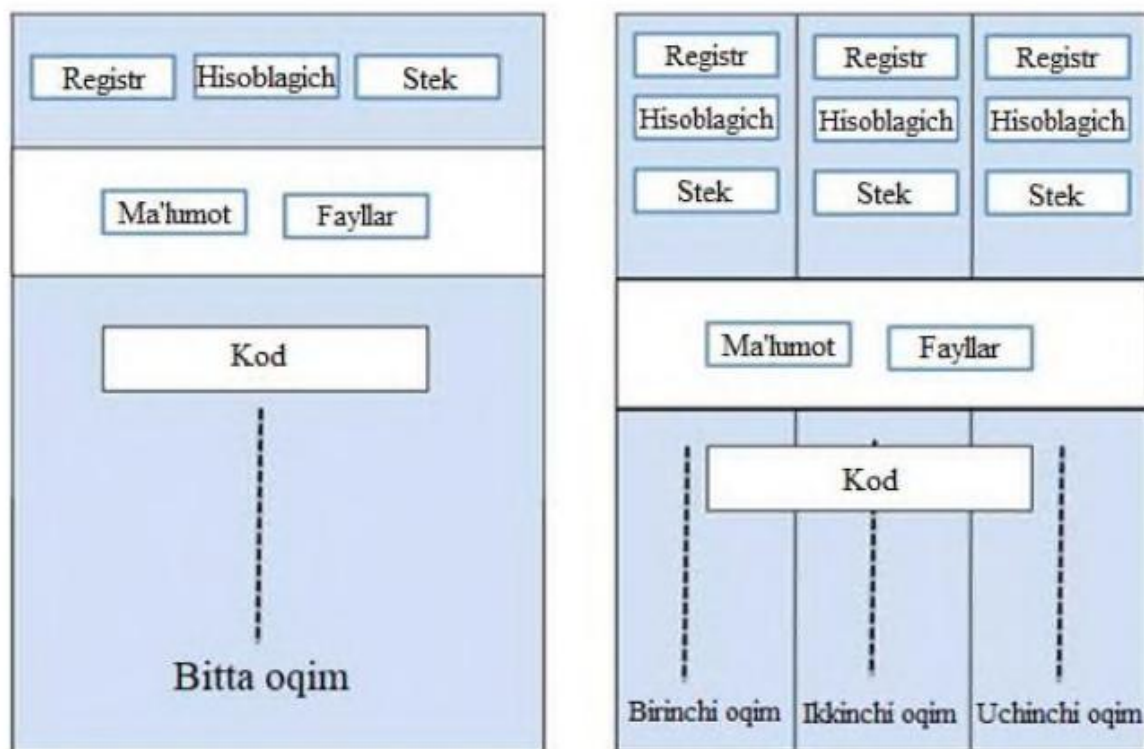 Registr Hisoblagich Stek
Ma'lumot Fayllar
Kod
Bitta oqim
Registr Registr Registr
Hisoblagich Hisoblagich Hisoblagich
Stek Stek Stek
Ma'lumot Fayllar
Kod
Birinchi oqim Ikkinchi oqim Uchinchi oqim